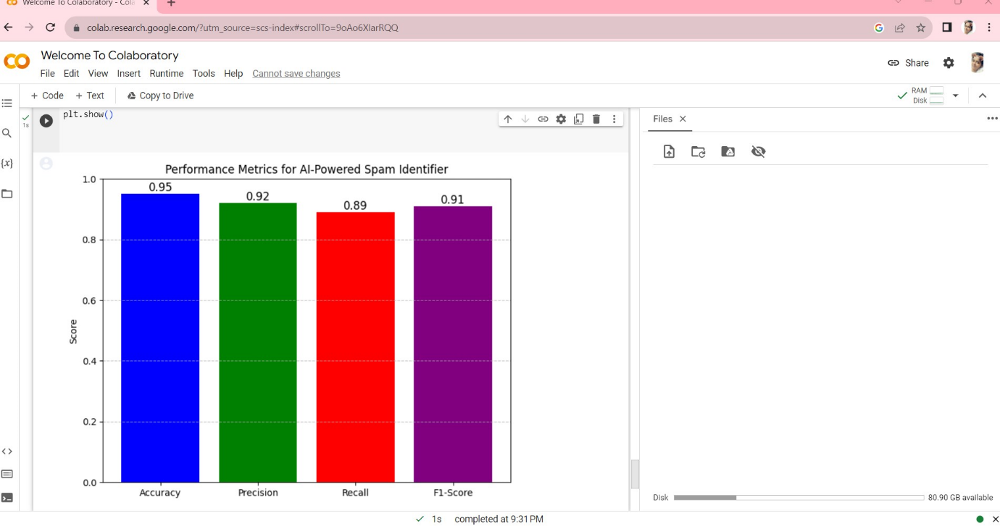 Welcome To Colaboratory - Cola
colab.research.google.com/?utm_source=scs-index#scrollTo=9oAo6XIarRQQ
Welcome To Colaboratory
File Edit View Insert Runtime Tools Help Cannot save changes
Share
+ Code + Text Copy to Drive
RAM
Disk
1s
plt.show()
Files
{x}
Performance Metrics for AI-Powered Spam Identifier
1.0
0.95
0.92
0.89
0.91
0.8
0.6
Score
0.4
0.2
0.0
Accuracy Precision Recall F1-Score
Disk 80.90 GB available
1s completed at 9:31 PM